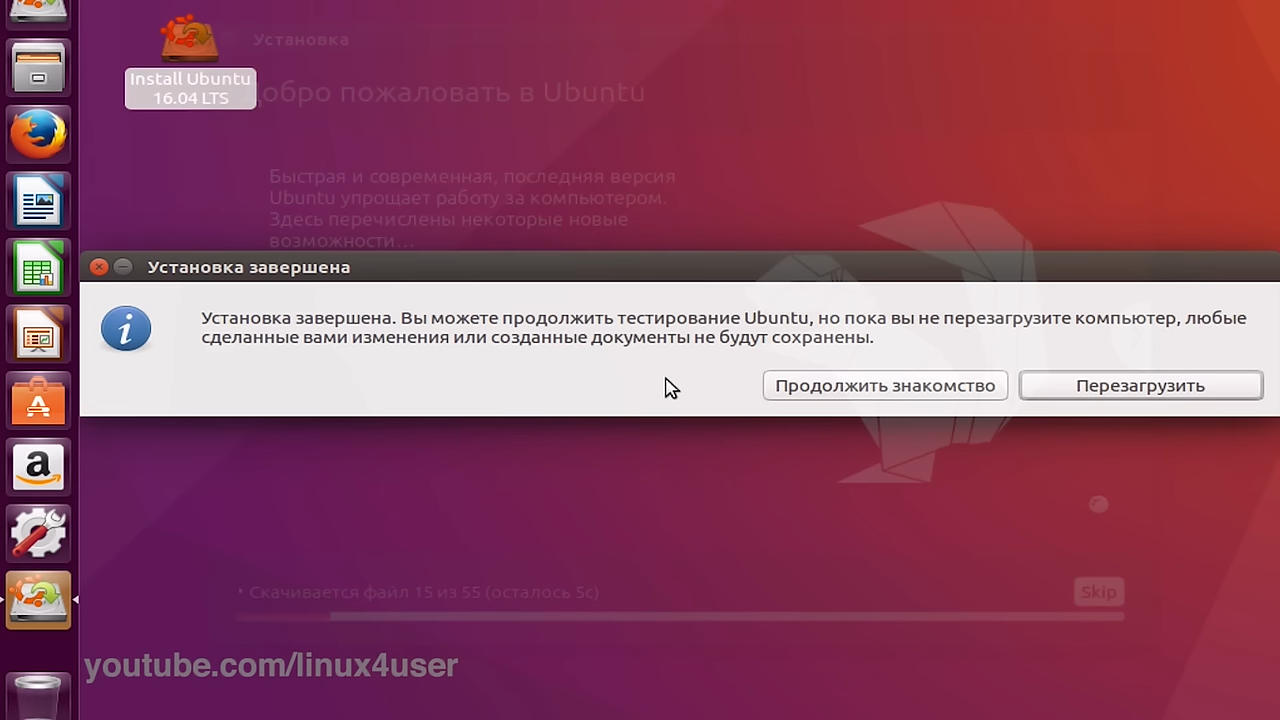 Установка
Install Ubuntu
16.04 LTS
обро пожаловать в Ubuntu
Быстрая и современная, последняя версия
Ubuntu упрощает работу за компьютером.
Здесь перечислены некоторые новые
возможности...
Установка завершена
i
Установка завершена. Вы можете продолжить тестирование Ubuntu, но пока вы не перезагрузите компьютер, любые
сделанные вами изменения или созданные документы не будут сохранены.
Продолжить знакомство
Перезагрузить
A
a
• Скачивается файл 15 из 55 (осталось 5с)
Skip
youtube.com/linux4user